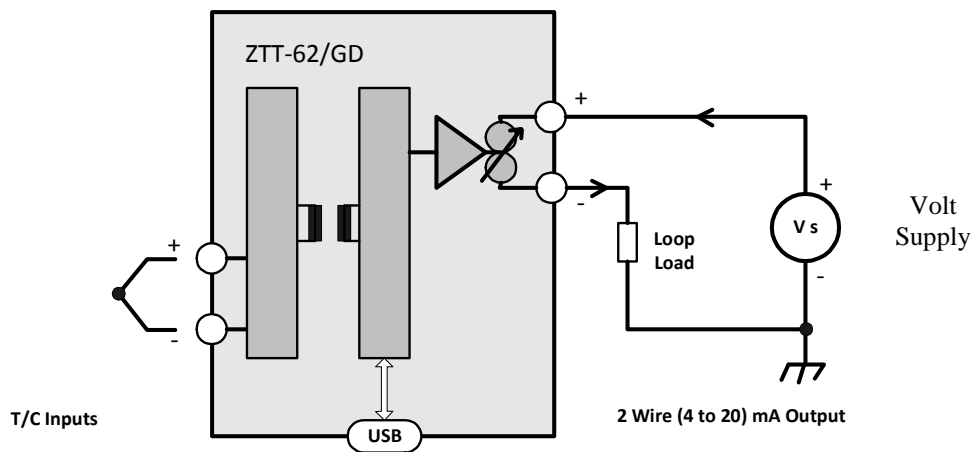 ZTT-62/GD
+
-
+
V s
-
Volt
Supply
Loop
Load
+
-
T/C Inputs
USB
2 Wire (4 to 20) mA Output